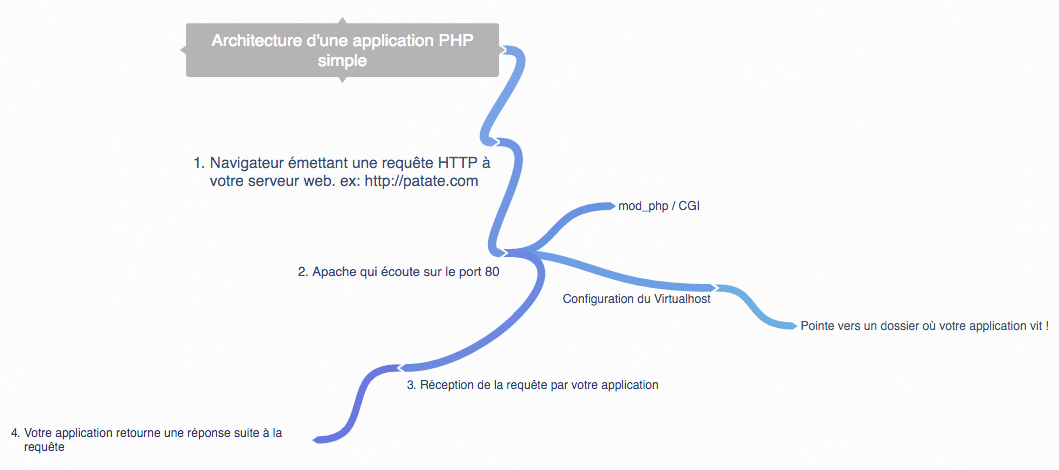 Architecture d'une application PHP
simple
1. Navigateur émettant une requête HTTP à
votre serveur web. ex: http://patate.com
mod_php / CGI
2. Apache qui écoute sur le port 80
Configuration du Virtualhost
Pointe vers un dossier où votre application vit !
3. Réception de la requête par votre application
4. Votre application retourne une réponse suite à la
requête